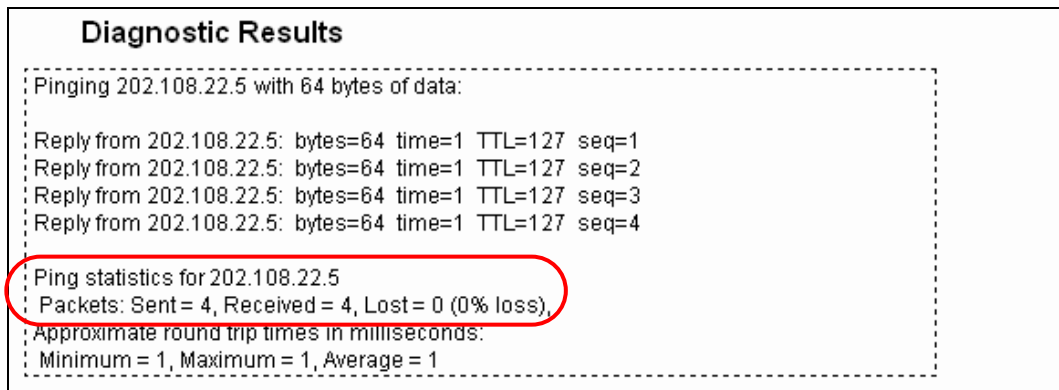 Diagnostic Results
Pinging 202.108.22.5 with 64 bytes of data:
Reply from 202.108.22.5: bytes=64 time=1 TTL=127 seq=1
Reply from 202.108.22.5: bytes=64 time=1 TTL=127 seq=2
Reply from 202.108.22.5: bytes=64 time=1 TTL=127 seq=3
Reply from 202.108.22.5: bytes=64 time=1 TTL=127 seq=4
Ping statistics for 202.108.22.5
Packets: Sent = 4, Received = 4, Lost = 0 (0% loss),
Approximate round trip times in milliseconds:
Minimum = 1, Maximum = 1, Average = 1